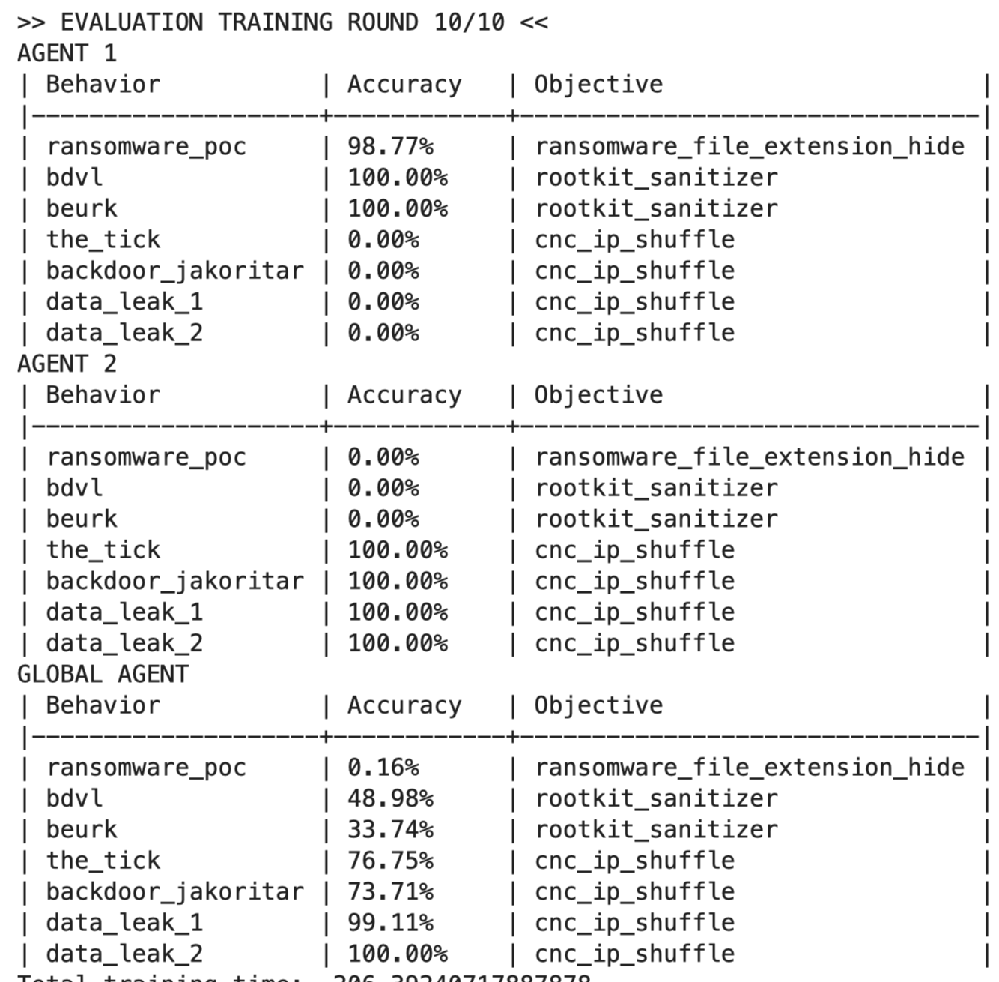 >> EVALUATION TRAINING ROUND 10/10 <<
AGENT 1
| Behavior           | Accuracy   | Objective                      |
|--------------------+------------+--------------------------------|
| ransomware_poc     | 98.77%     | ransomware_file_extension_hide |
| bdvl               | 100.00%    | rootkit_sanitizer              |
| beurk              | 100.00%    | rootkit_sanitizer              |
| the_tick           | 0.00%      | cnc_ip_shuffle                 |
| backdoor_jakoritar | 0.00%      | cnc_ip_shuffle                 |
| data_leak_1        | 0.00%      | cnc_ip_shuffle                 |
| data_leak_2        | 0.00%      | cnc_ip_shuffle                 |
AGENT 2
| Behavior           | Accuracy   | Objective                      |
|--------------------+------------+--------------------------------|
| ransomware_poc     | 0.00%      | ransomware_file_extension_hide |
| bdvl               | 0.00%      | rootkit_sanitizer              |
| beurk              | 0.00%      | rootkit_sanitizer              |
| the_tick           | 100.00%    | cnc_ip_shuffle                 |
| backdoor_jakoritar | 100.00%    | cnc_ip_shuffle                 |
| data_leak_1        | 100.00%    | cnc_ip_shuffle                 |
| data_leak_2        | 100.00%    | cnc_ip_shuffle                 |
GLOBAL AGENT
| Behavior           | Accuracy   | Objective                      |
|--------------------+------------+--------------------------------|
| ransomware_poc     | 0.16%      | ransomware_file_extension_hide |
| bdvl               | 48.98%     | rootkit_sanitizer              |
| beurk              | 33.74%     | rootkit_sanitizer              |
| the_tick           | 76.75%     | cnc_ip_shuffle                 |
| backdoor_jakoritar | 73.71%     | cnc_ip_shuffle                 |
| data_leak_1        | 99.11%     | cnc_ip_shuffle                 |
| data_leak_2        | 100.00%    | cnc_ip_shuffle                 |
Total training time: